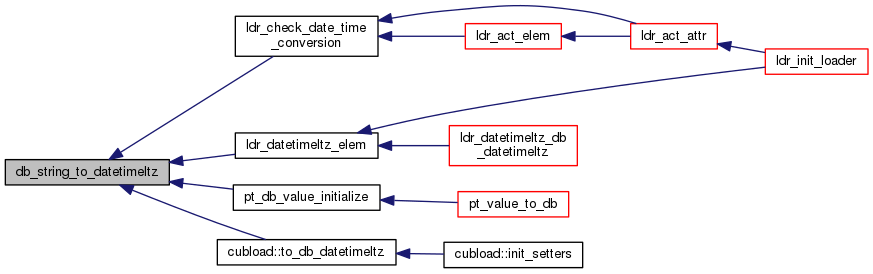 ldr_check_date_time
_conversion
ldr_act_elem
ldr_act_attr
ldr_init_loader
ldr_datetimeltz_elem
ldr_datetimeltz_db
_datetimeltz
db_string_to_datetimeltz
pt_db_value_initialize
pt_value_to_db
cubload::to_db_datetimeltz
cubload::init_setters